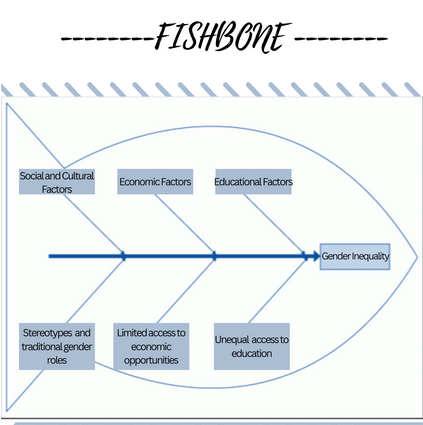 FISHBONE
Social and Cultural
Factors
Economic Factors
Educational Factors
Gender Inequality
Stereotypes and
traditional gender
roles
Limited access to
economic
opportunities
Unequal access to
education